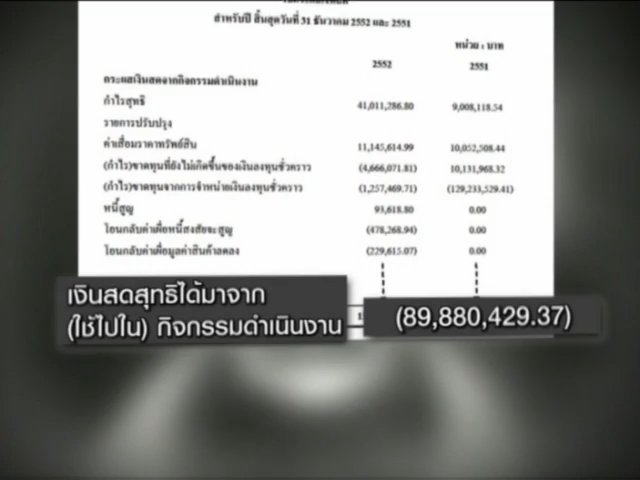 สำหรับปี สิ้นสุดวันที่ 31 ธันวาคม 2552 และ 2551
หน่วย : บาท
2552 2551
กระแสเงินสดจากกิจกรรมดำเนินงาน
กำไรสุทธิ 41,011,286.80 9,008,118.54
รายการปรับปรุง
ค่าเสื่อมราคาทรัพย์สิน 11,145,614.99 10,052,508.44
(กำไร)ขาดทุนที่ยังไม่เกิดขึ้นของเงินลงทุนชั่วคราว (4,666,071.81) 10,131,968.32
(กำไร)ขาดทุนจากการจำหน่ายเงินลงทุนชั่วคราว (1,257,469.71) (129,233,529.41)
หนี้สูญ 93,618.80 0.00
โอนกลับค่าเผื่อหนี้สงสัยจะสูญ (478,268.94) 0.00
โอนกลับค่าเผื่อมูลค่าสินค้าลดลง (229,615.07) 0.00
เงินสดสุทธิได้มาจาก
(ใช้ไปใน) กิจกรรมดำเนินงาน (89,880,429.37)